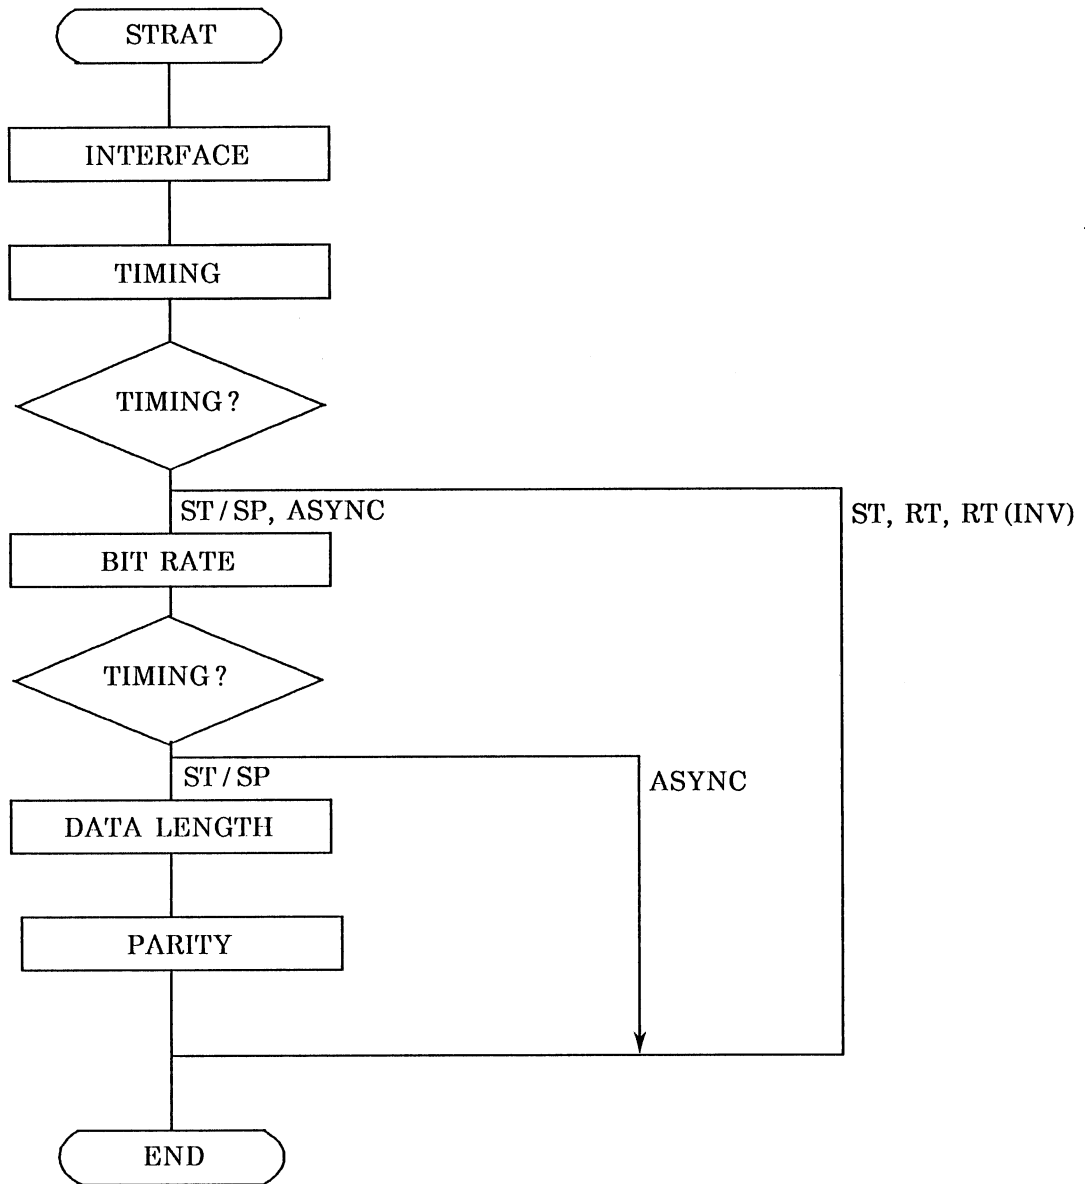 STRAT
INTERFACE
TIMING
TIMING?
ST/SP, ASYNC
ST, RT, RT(INV)
BIT RATE
TIMING?
ST/SP
ASYNC
DATA LENGTH
PARITY
END